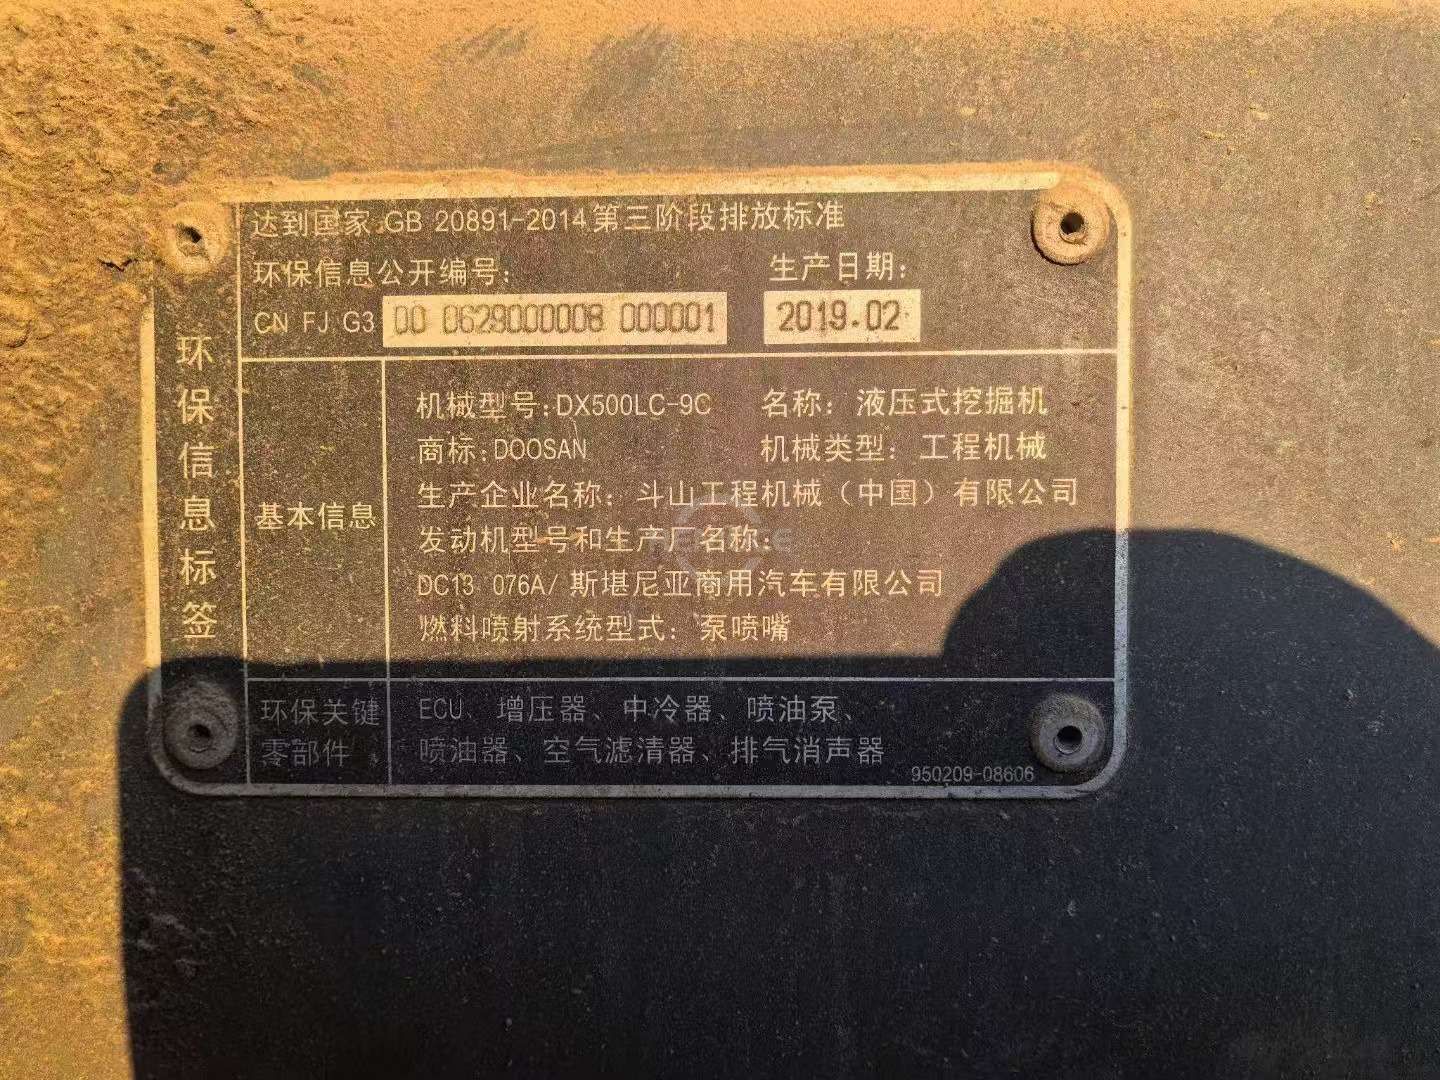 达到国家 GB 20891-2014第三阶段排放标准
环保信息公开编号: 生产日期:
CN FJ G3 00 0629000008 000001 2019.02
环保信息标签
基本信息
机械型号:DX500LC-9C 名称: 液压式挖掘机
商标:DOOSAN 机械类型: 工程机械
生产企业名称: 斗山工程机械(中国)有限公司
发动机型号和生产厂名称:
DC13 076A/斯堪尼亚商用汽车有限公司
燃料喷射系统型式: 泵喷嘴
环保关键
零部件
ECU、增压器、中冷器、喷油泵、
喷油器、空气滤清器、排气消声器
950209-08606